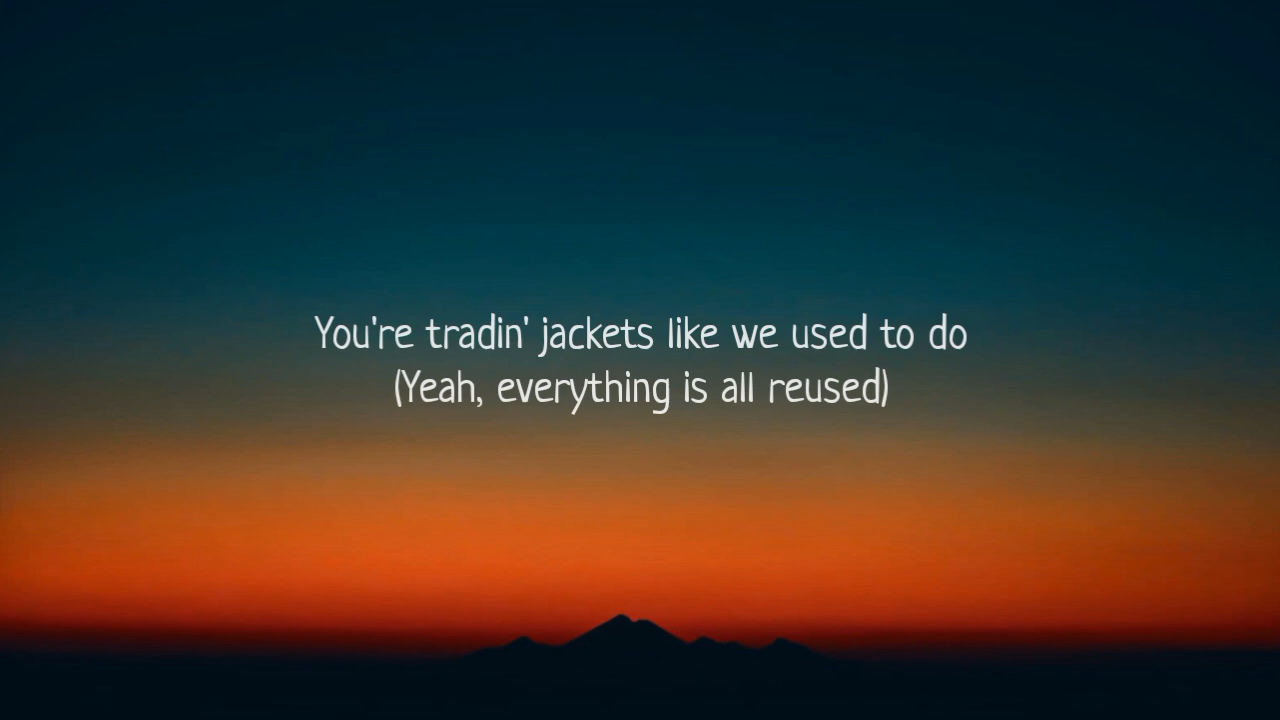 You're tradin' jackets like we used to do
(Yeah, everything is all reused)